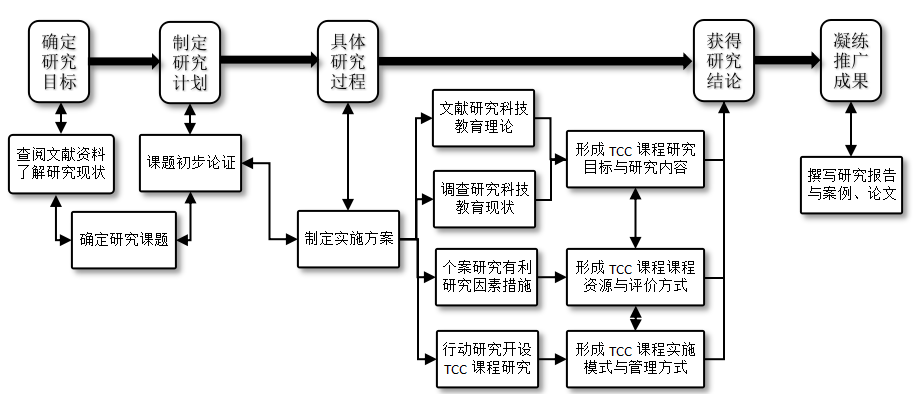 确定
研究
目标
制定
研究
计划
具体
研究
过程
获得
研究
结论
凝练
推广
成果
查阅文献资料
了解研究现状
课题初步论证
确定研究课题
制定实施方案
文献研究科技
教育理论
调查研究科技
教育现状
个案研究有利
研究因素措施
行动研究开设
TCC 课程研究
形成 TCC 课程研究
目标与研究内容
形成 TCC 课程课程
资源与评价方式
形成 TCC 课程实施
模式与管理方式
撰写研究报告
与案例、论文